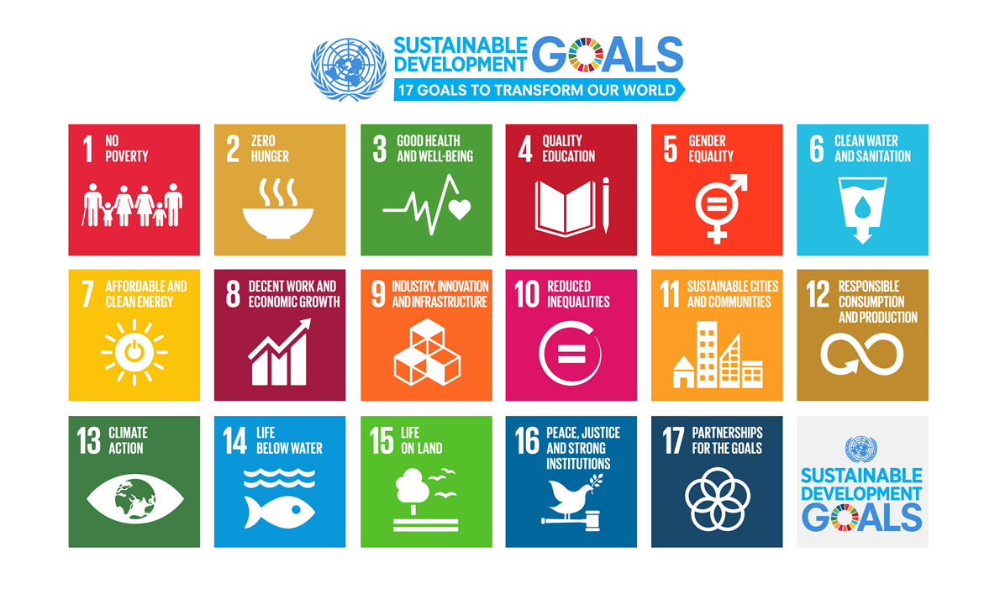 SUSTAINABLE
DEVELOPMENT
GOALS
17 GOALS TO TRANSFORM OUR WORLD
1 NO
POVERTY
2 ZERO
HUNGER
3 GOOD HEALTH
AND WELL-BEING
4 QUALITY
EDUCATION
5 GENDER
EQUALITY
6 CLEAN WATER
AND SANITATION
7 AFFORDABLE AND
CLEAN ENERGY
8 DECENT WORK AND
ECONOMIC GROWTH
9 INDUSTRY, INNOVATION
AND INFRASTRUCTURE
10 REDUCED
INEQUALITIES
11 SUSTAINABLE CITIES
AND COMMUNITIES
12 RESPONSIBLE
CONSUMPTION
AND PRODUCTION
13 CLIMATE
ACTION
14 LIFE
BELOW WATER
15 LIFE
ON LAND
16 PEACE, JUSTICE
AND STRONG
INSTITUTIONS
17 PARTNERSHIPS
FOR THE GOALS
SUSTAINABLE
DEVELOPMENT
GOALS